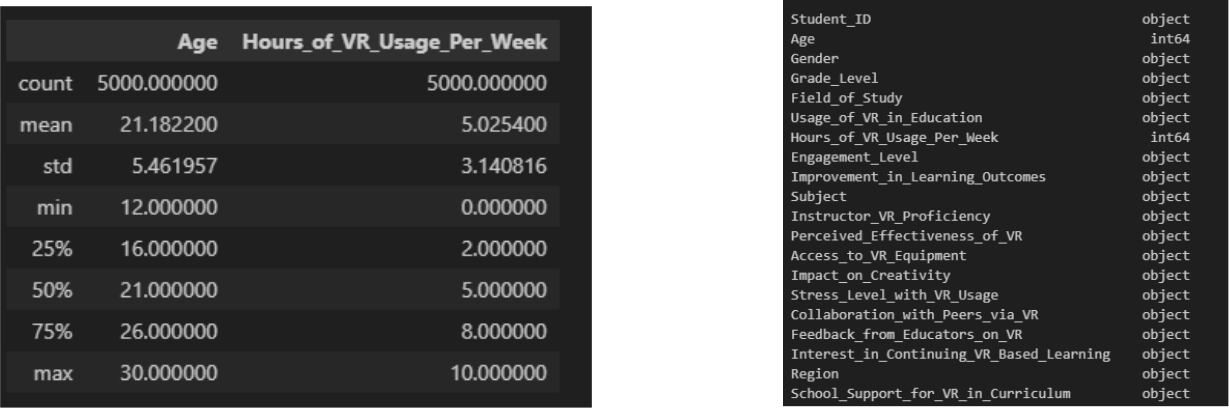 Age Hours_of_VR_Usage_Per_Week
count 5000.000000 5000.000000
mean 21.182200 5.025400
std 5.461957 3.140816
min 12.000000 0.000000
25% 16.000000 2.000000
50% 21.000000 5.000000
75% 26.000000 8.000000
max 30.000000 10.000000
Student_ID object
Age int64
Gender object
Grade_Level object
Field_of_Study object
Usage_of_VR_in_Education object
Hours_of_VR_Usage_Per_Week int64
Engagement_Level object
Improvement_in_Learning_Outcomes object
Subject object
Instructor_VR_Proficiency object
Perceived_Effectiveness_of_VR object
Access_to_VR_Equipment object
Impact_on_Creativity object
Stress_Level_with_VR_Usage object
Collaboration_with_Peers_via_VR object
Feedback_from_Educators_on_VR object
Interest_in_Continuing_VR_Based_Learning object
Region object
School_Support_for_VR_in_Curriculum object